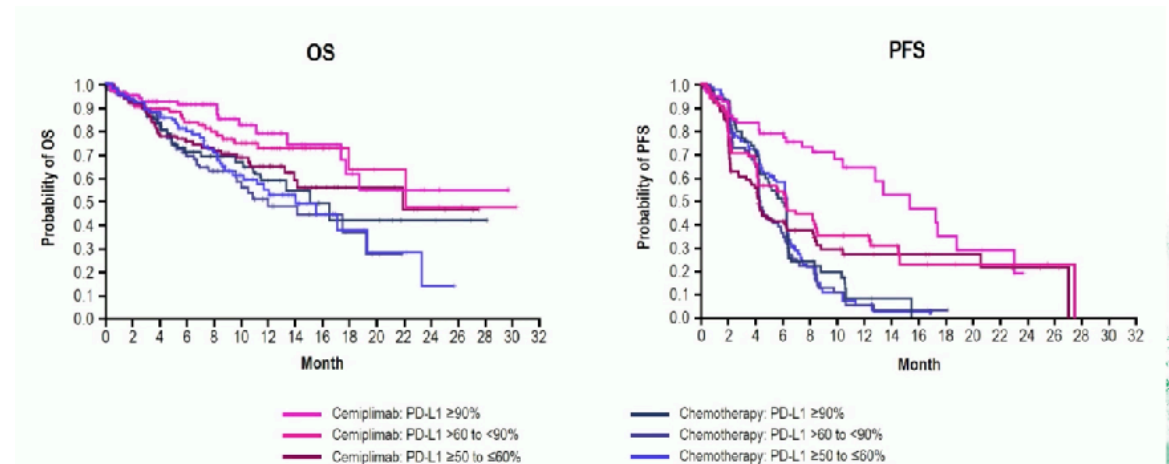 OS
PFS
1.0
0.9
0.8
0.7
0.6
0.5
0.4
0.3
0.2
0.1
0.0
Probability of OS
0 2 4 6 8 10 12 14 16 18 20 22 24 26 28 30 32
Month
1.0
0.9
0.8
0.7
0.6
0.5
0.4
0.3
0.2
0.1
0.0
Probability of PFS
0 2 4 6 8 10 12 14 16 18 20 22 24 26 28 30 32
Month
Cemiplimab: PD-L1 ≥90%
Cemiplimab: PD-L1 >60 to <90%
Cemiplimab: PD-L1 ≥50 to ≤60%
Chemotherapy: PD-L1 ≥90%
Chemotherapy: PD-L1 >60 to <90%
Chemotherapy: PD-L1 ≥50 to ≤60%